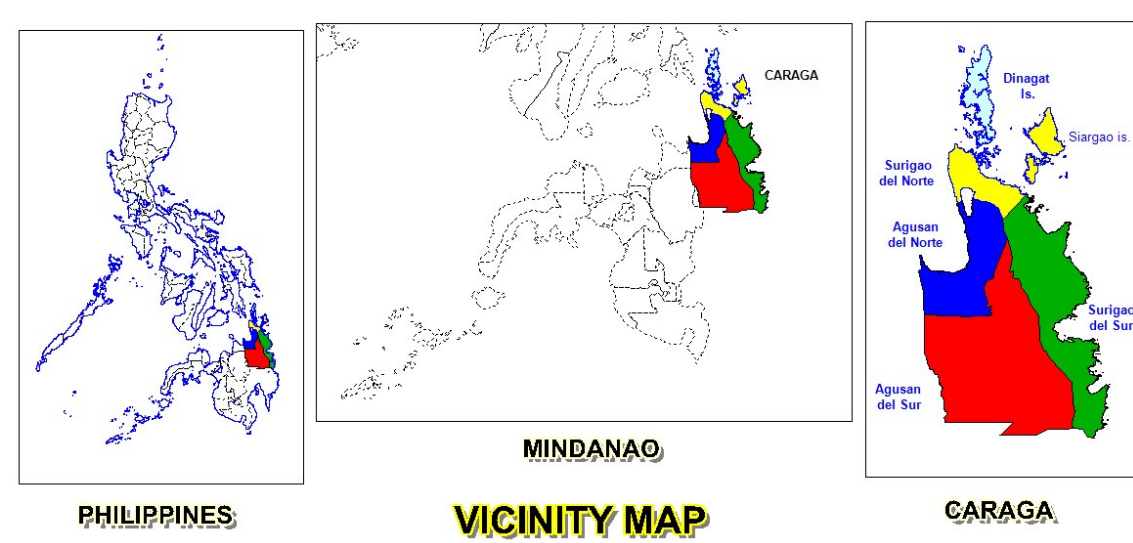 CARAGA
Dinagat
Is.
Siargao is.
Surigao
del Norte
Agusan
del Norte
Surigao
del Sur
Agusan
del Sur
MINDANAO
PHILIPPINES
VICINITY MAP
CARAGA